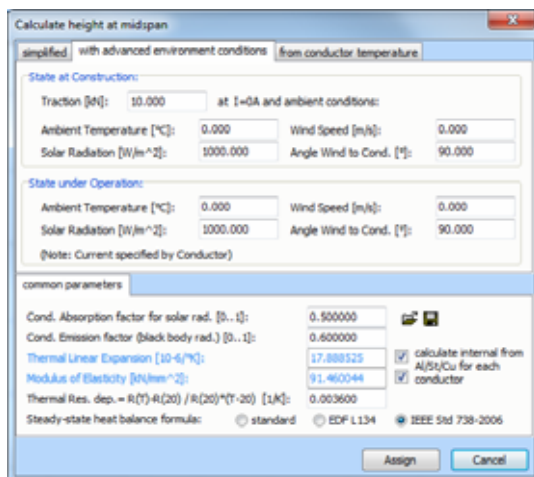 Calculate height at midspan
simplified with advanced environment conditions from conductor temperature
State at Construction:
Traction [kN]: 10.000 at I=0A and ambient conditions:
Ambient Temperature [°C]: 0.000 Wind Speed [m/s]: 0.000
Solar Radiation [W/m^2]: 1000.000 Angle Wind to Cond. [°]: 90.000
State under Operation:
Ambient Temperature [°C]: 0.000 Wind Speed [m/s]: 0.000
Solar Radiation [W/m^2]: 1000.000 Angle Wind to Cond. [°]: 90.000
(Note: Current specified by Conductor)
common parameters
Cond. Absorption factor for solar rad. [0..1]: 0.500000
Cond. Emission factor (black body rad.) [0..1]: 0.600000
Thermal Linear Expansion [10-6/°K]: 17.888525 calculate internal from
Al/St/Cu for each
Modulus of Elasticity [kN/mm^2]: 91.460044 conductor
Thermal Res. dep. = R(T)-R(20) / R(20)*(T-20) [1/K]: 0.003600
Steady-state heat balance formula: standard EDF L134 IEEE Std 738-2006
Assign Cancel